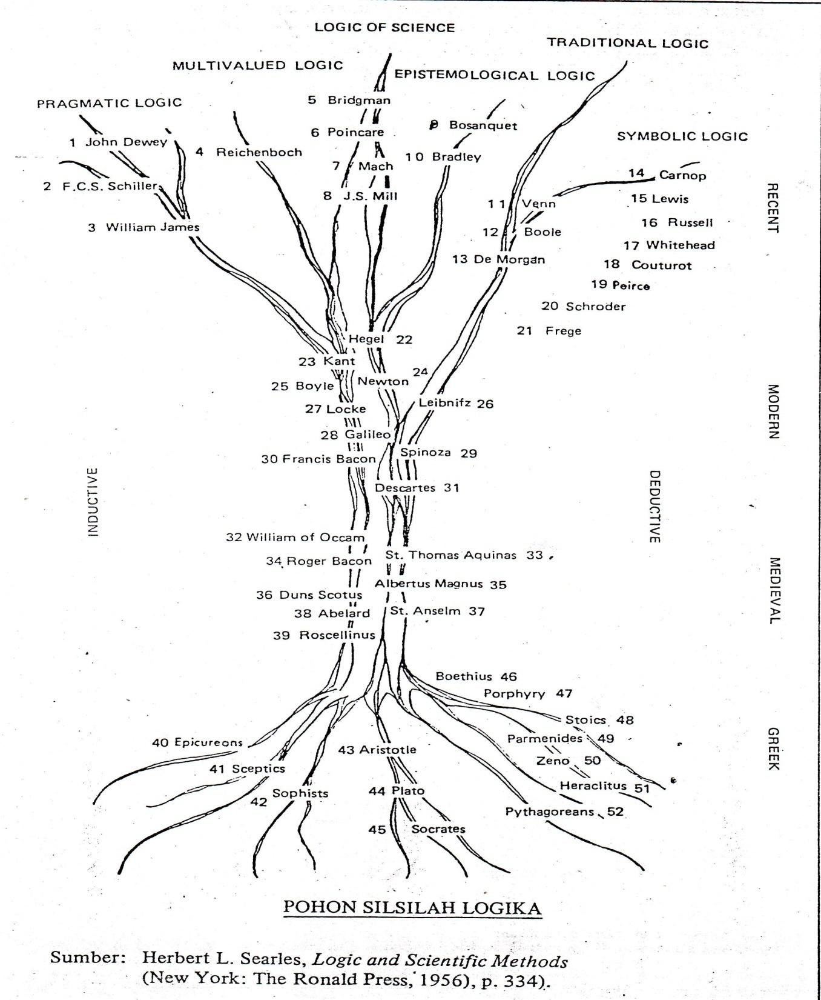 LOGIC OF SCIENCE
TRADITIONAL LOGIC
MULTIVALUED LOGIC
EPISTEMOLOGICAL LOGIC
PRAGMATIC LOGIC
5 Bridgman
9 Bosanquet
6 Poincare
SYMBOLIC LOGIC
1 John Dewey
4 Reichenboch
10 Bradley
7 Mach
14 Carnop
2 F.C.S. Schiller
8 J.S. Mill
15 Lewis
11 Venn
RECENT
16 Russell
3 William James
12 Boole
17 Whitehead
13 De Morgan
18 Couturot
19 Peirce
20 Schroder
21 Frege
Hegel 22
23 Kant
Newton 24
25 Boyle
MODERN
Leibnifz 26
27 Locke
28 Galileo
Spinoza 29
30 Francis Bacon
INDUCTIVE
DEDUCTIVE
Descartes 31
32 William of Occam
St. Thomas Aquinas 33
34 Roger Bacon
MEDIEVAL
Albertus Magnus 35
36 Duns Scotus
St. Anselm 37
38 Abelard
39 Roscellinus
Boethius 46
Porphyry 47
Stoics 48
40 Epicureons
Parmenides 49
GREEK
43 Aristotle
Zeno 50
41 Sceptics
Heraclitus 51
42 Sophists
44 Plato
Pythagoreans 52
45 Socrates
POHON SILSILAH LOGIKA
Sumber: Herbert L. Searles, Logic and Scientific Methods
(New York: The Ronald Press, 1956), p. 334).